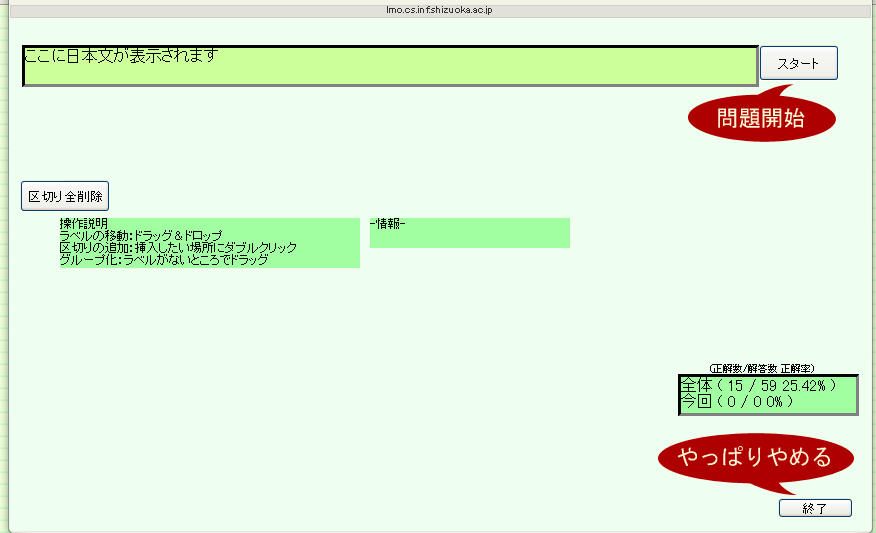 lmo.cs.inf.shizuoka.ac.jp
ここに日本文が表示されます
スタート
問題開始
区切り全削除
操作説明
ラベルの移動:ドラッグ&ドロップ
区切りの追加:挿入したい場所にダブルクリック
グループ化:ラベルがないところでドラッグ
-情報-
(正解数/解答数 正解率)
全体 ( 15 / 59 25.42% )
今回 ( 0 / 0 0% )
やっぱりやめる
終了